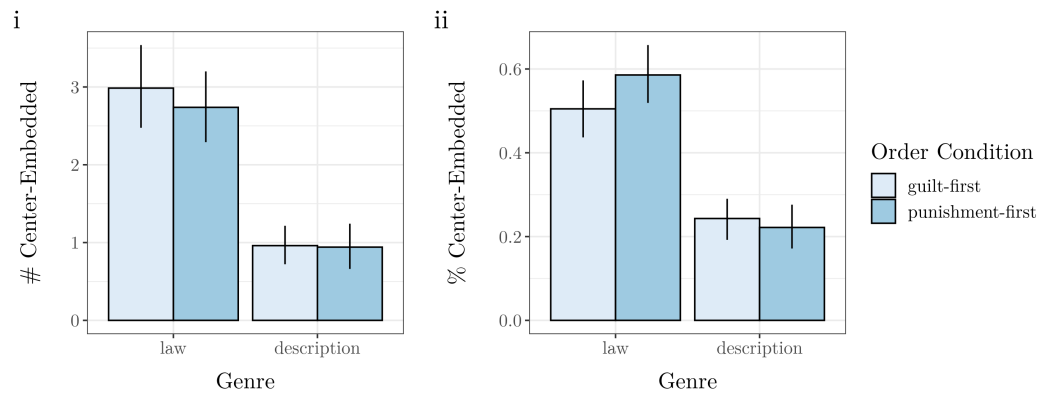 i
# Center-Embedded
3
2
1
0
law
description
Genre
ii
% Center-Embedded
0.6
0.4
0.2
0.0
law
description
Genre
Order Condition
guilt-first
punishment-first